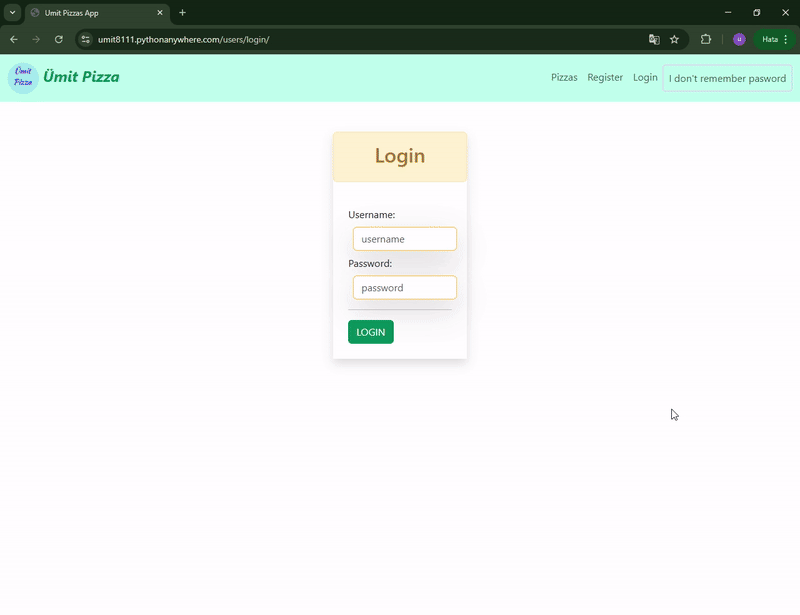 Umit Pizzas App
umit8111.pythonanywhere.com/users/login/
u
Hata
Ümit
Pizza
Ümit Pizza
Pizzas
Register
Login
I don't remember pasword
Login
Username:
username
Password:
password
LOGIN